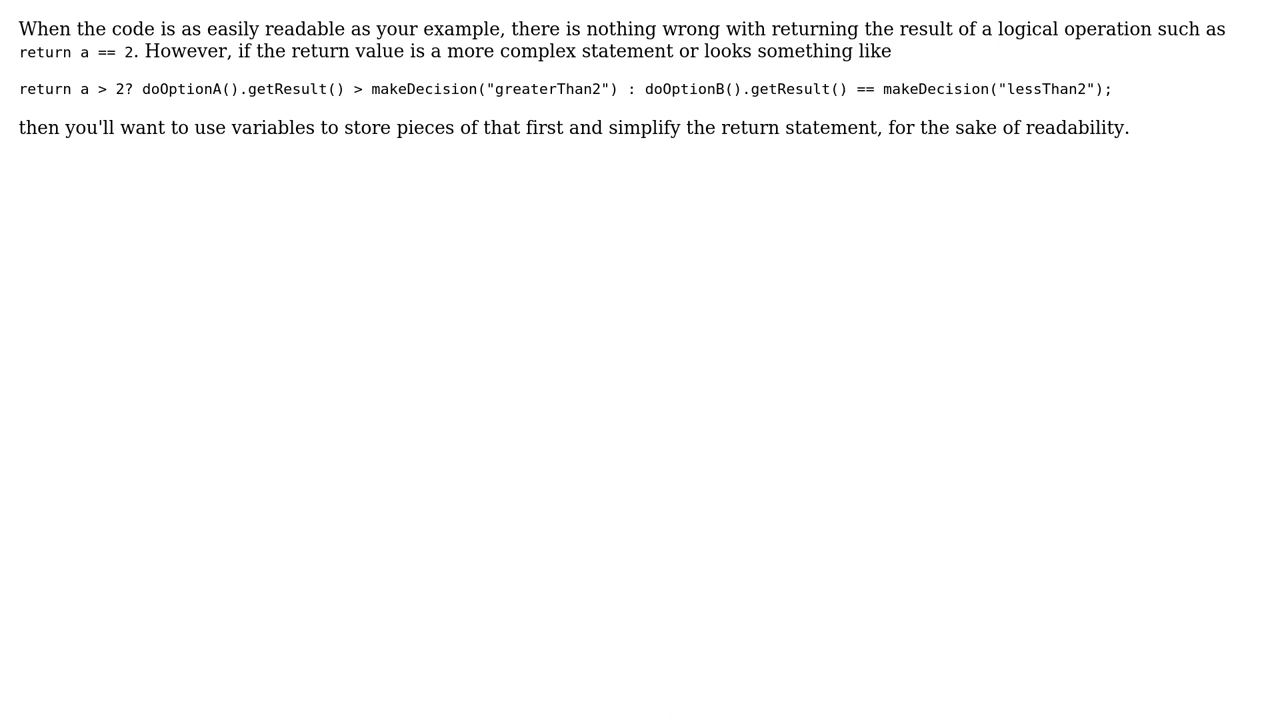 When the code is as easily readable as your example, there is nothing wrong with returning the result of a logical operation such as
return a == 2. However, if the return value is a more complex statement or looks something like
return a > 2? doOptionA().getResult() > makeDecision("greaterThan2") : doOptionB().getResult() == makeDecision("lessThan2");
then you'll want to use variables to store pieces of that first and simplify the return statement, for the sake of readability.